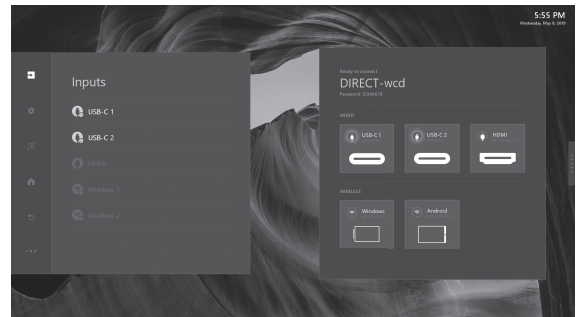 5:55 PM
Wednesday, May 8, 2019
Inputs
USB-C 1
USB-C 2
HDMI
Wireless 1
Wireless 2
Ready to connect
DIRECT-wcd
Password: 12345678
WIRED
USB-C 1
USB-C 2
HDMI
WIRELESS
Windows
Android